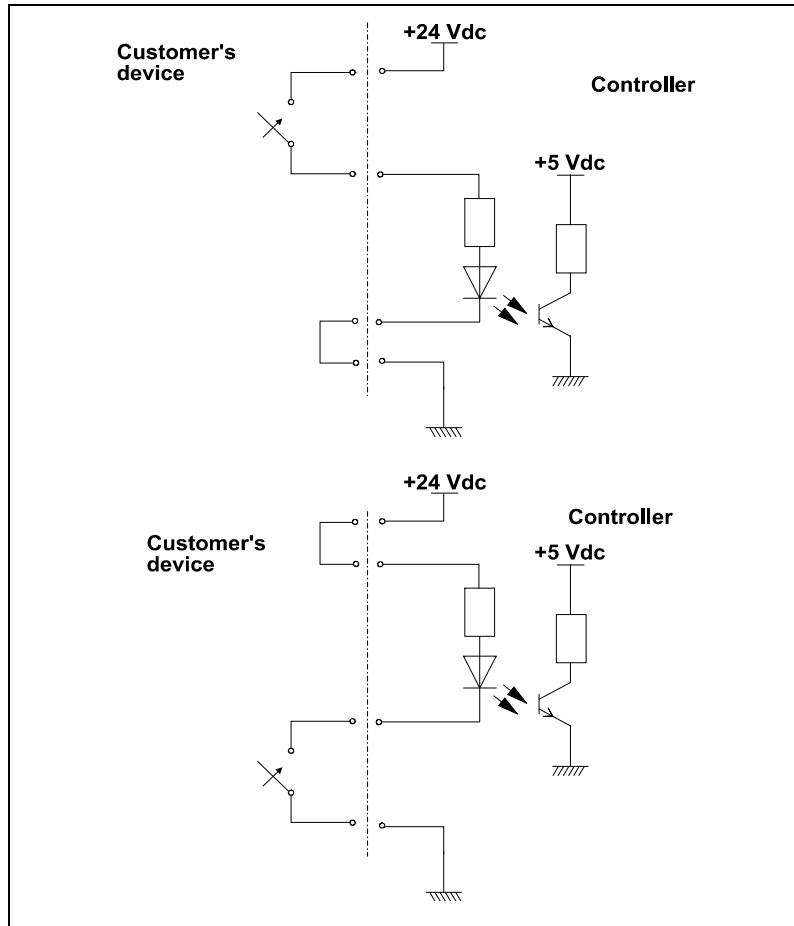 +24 Vdc
Customer's
device
Controller
+5 Vdc
+24 Vdc
Controller
Customer's
device
+5 Vdc